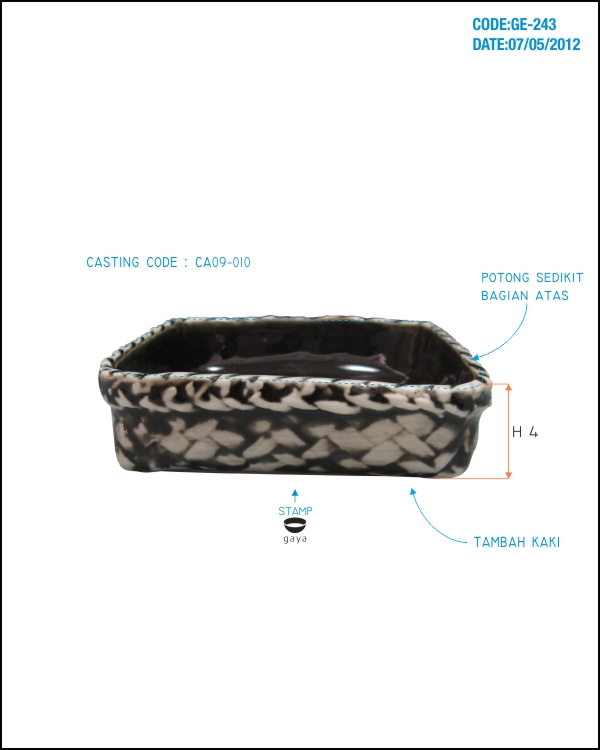 CODE:GE-243
DATE:07/05/2012
CASTING CODE : CA09-010
POTONG SEDIKIT
BAGIAN ATAS
H 4
STAMP
gaya
TAMBAH KAKI